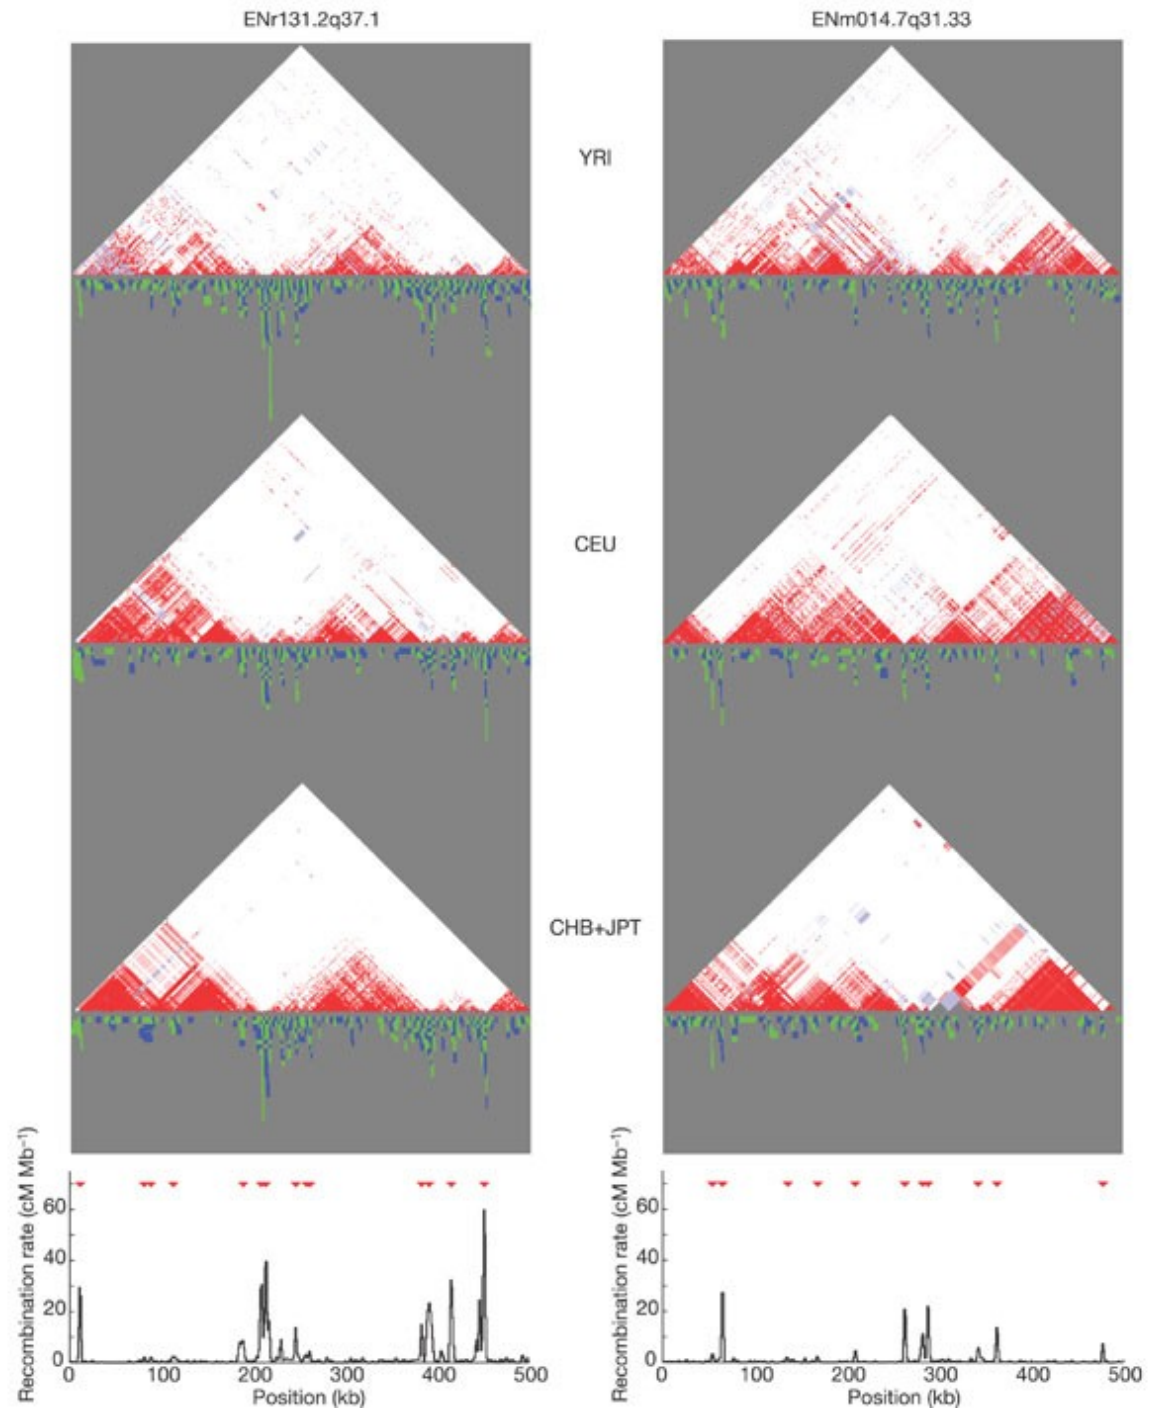 ENr131.2q37.1 ENm014.7q31.33
YRI
CEU
CHB+JPT
Recombination rate (cM Mb⁻¹)
60
40
20
0
0 100 200 300 400 500
Position (kb)
Recombination rate (cM Mb⁻¹)
60
40
20
0
0 100 200 300 400 500
Position (kb)